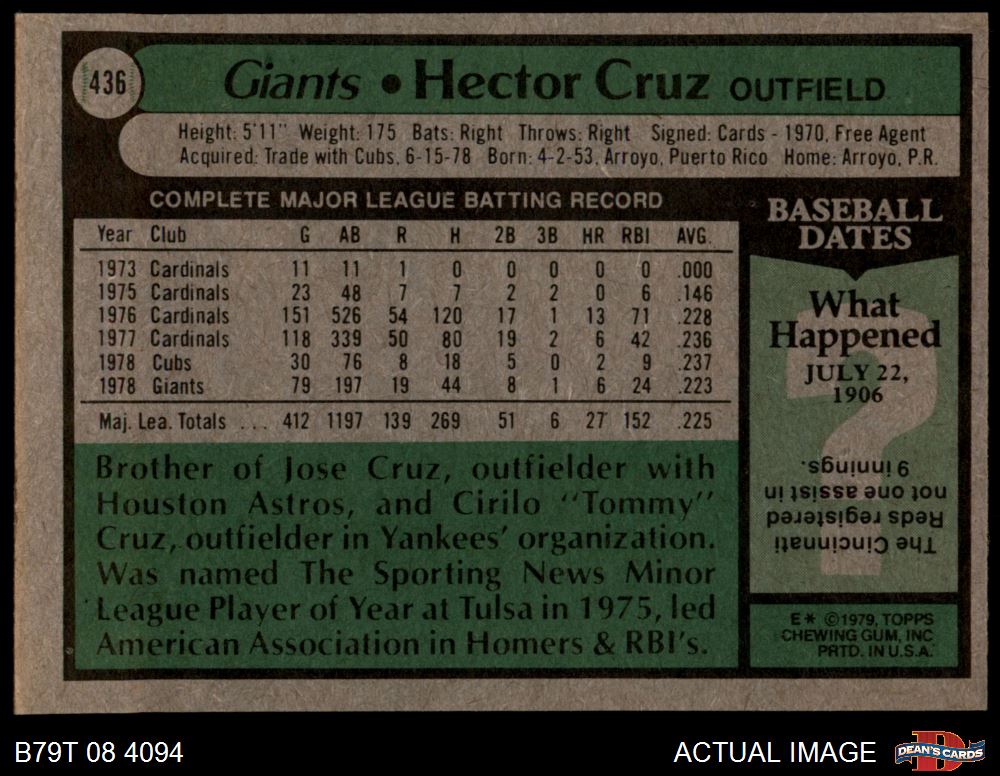 436
Giants • Hector Cruz OUTFIELD
Height: 5'11" Weight: 175 Bats: Right Throws: Right Signed: Cards - 1970, Free Agent
Acquired: Trade with Cubs, 6-15-78 Born: 4-2-53, Arroyo, Puerto Rico Home: Arroyo, P.R.
COMPLETE MAJOR LEAGUE BATTING RECORD
Year Club G AB R H 2B 3B HR RBI AVG.
1973 Cardinals 11 11 1 0 0 0 0 0 .000
1975 Cardinals 23 48 7 7 2 2 0 6 .146
1976 Cardinals 151 526 54 120 17 1 13 71 .228
1977 Cardinals 118 339 50 80 19 2 6 42 .236
1978 Cubs 30 76 8 18 5 0 2 9 .237
1978 Giants 79 197 19 44 8 1 6 24 .223
Maj. Lea. Totals ... 412 1197 139 269 51 6 27 152 .225
Brother of Jose Cruz, outfielder with
Houston Astros, and Cirilo "Tommy"
Cruz, outfielder in Yankees' organization.
Was named The Sporting News Minor
League Player of Year at Tulsa in 1975, led
American Association in Homers & RBI's.
BASEBALL
DATES
What
Happened
JULY 22,
1906
?
The Cincinnati
Reds registered
not one assist in
9 innings.
E* ©1979, TOPPS
CHEWING GUM, INC
PRTD. IN U.S.A.
B79T 08 4094
ACTUAL IMAGE
D
DEAN'S CARDS